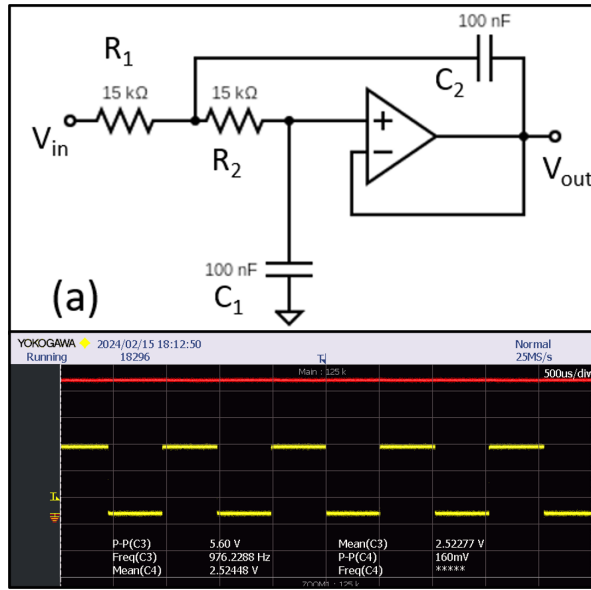 R1
100 nF
C2
15 kΩ
15 kΩ
+
Vin
R2
−
Vout
100 nF
C1
(a)
YOKOGAWA 2024/02/15 18:12:50 Normal
Running 18296 25MS/s
T
Main : 125 k 500us/div
T
P-P(C3) 5.60 V Mean(C3) 2.52277 V
Freq(C3) 976.2288 Hz P-P(C4) 160mV
Mean(C4) 2.52448 V Freq(C4) *****
ZOOM1 : 125 k